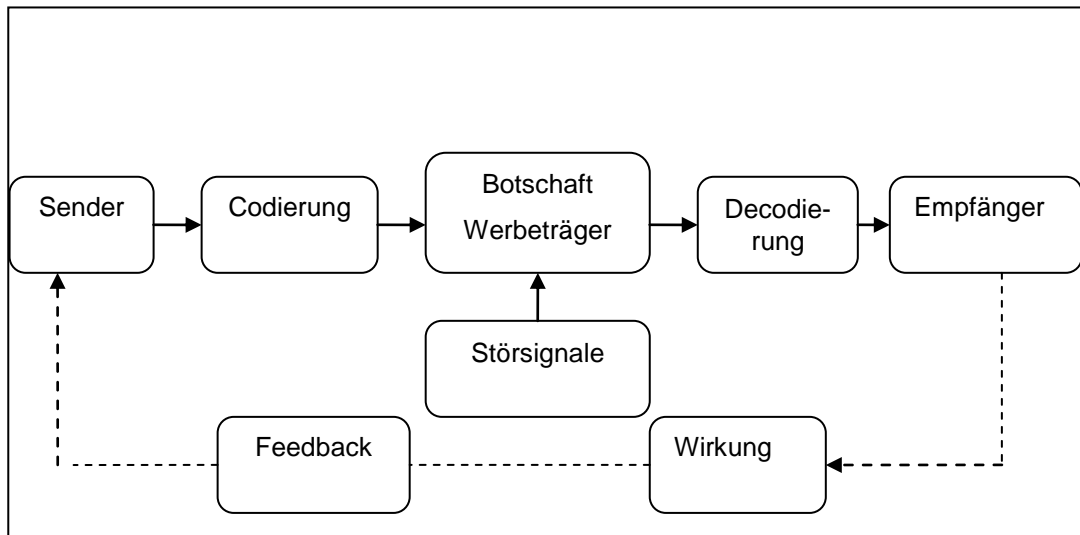 Sender
Codierung
Botschaft
Werbeträger
Decodie-
rung
Empfänger
Störsignale
Feedback
Wirkung